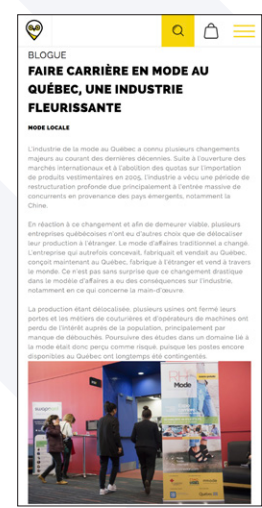 BLOGUE
FAIRE CARRIÈRE EN MODE AU
QUÉBEC, UNE INDUSTRIE
FLEURISSANTE
MODE LOCALE
L'industrie de la mode au Québec a connu plusieurs changements
majeurs au courant des dernières décennies. Suite à l'ouverture des
marchés internationaux et à l'abolition des quotas sur l'importation
de produits vestimentaires en 2005, l'industrie a vécu une période de
restructuration profonde due principalement à l'entrée massive de
concurrents en provenance des pays émergents, notamment la
Chine.
En réaction à ce changement et afin de demeurer viable, plusieurs
entreprises québécoises n'ont eu d'autres choix que de délocaliser
leur production à l'étranger. Le mode d'affaires traditionnel a changé.
L'entreprise qui autrefois concevait, fabriquait et vendait au Québec,
conçoit maintenant au Québec, fabrique à l'étranger et vend à travers
le monde. Ce n'est pas sans surprise que ce changement drastique
dans le modèle d'affaires a eu des conséquences sur l'industrie,
notamment en ce qui concerne la main-d'œuvre.
La production étant délocalisée, plusieurs usines ont fermé leurs
portes et les métiers de couturières et d'opérateurs de machines ont
perdu de l'intérêt auprès de la population, principalement par
manque de débouchés. Poursuivre des études dans un domaine lié à
la mode était donc perçu comme risqué, puisque les postes encore
disponibles au Québec ont longtemps été contingentés.
Mode